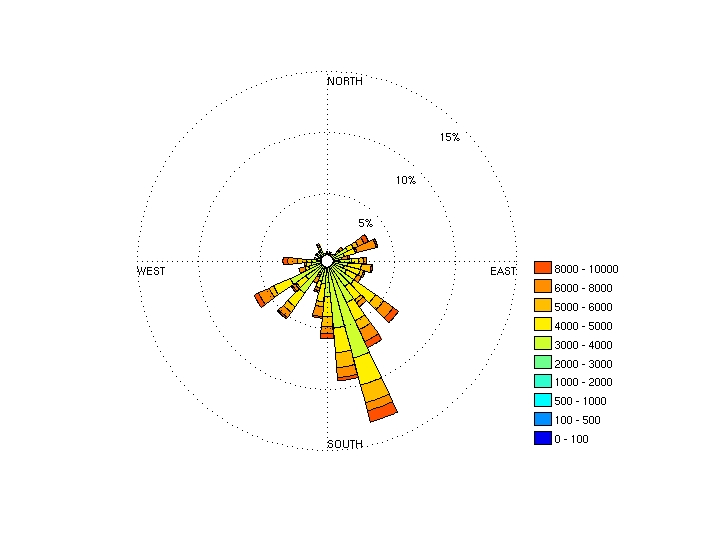 NORTH
15%
10%
5%
WEST
EAST
8000 - 10000
6000 - 8000
5000 - 6000
4000 - 5000
3000 - 4000
2000 - 3000
1000 - 2000
500 - 1000
100 - 500
0 - 100
SOUTH